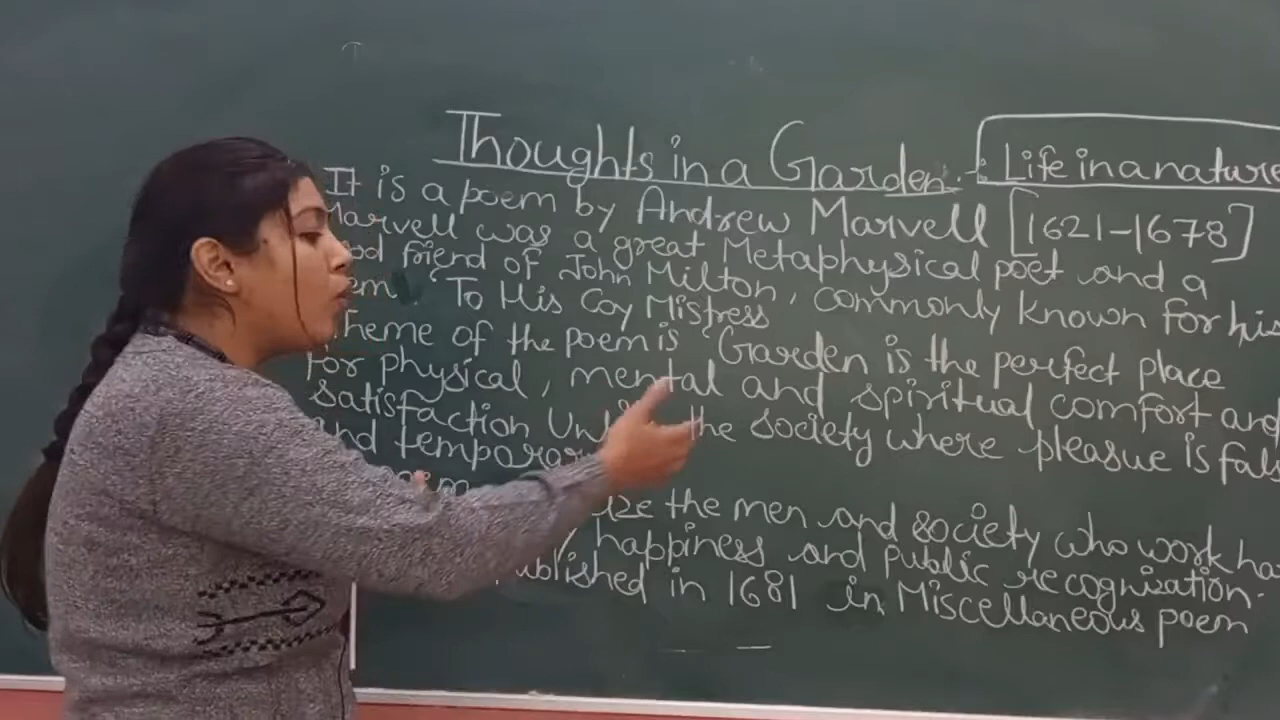 Thoughts in a Garden. : Life in a nature
It is a poem by Andrew Marvell [1621-1678]
Marvell was a great Metaphysical poet and a
friend of John Milton, commonly known for his
"To His Coy Mistress
Theme of the poem is "Garden is the perfect place
For physical, mental and spiritual comfort and
satisfaction the society where pleasue is fals
and temporary
the men and society who work ha
happiness and public recognization.
published in 1681 in Miscellaneous poem